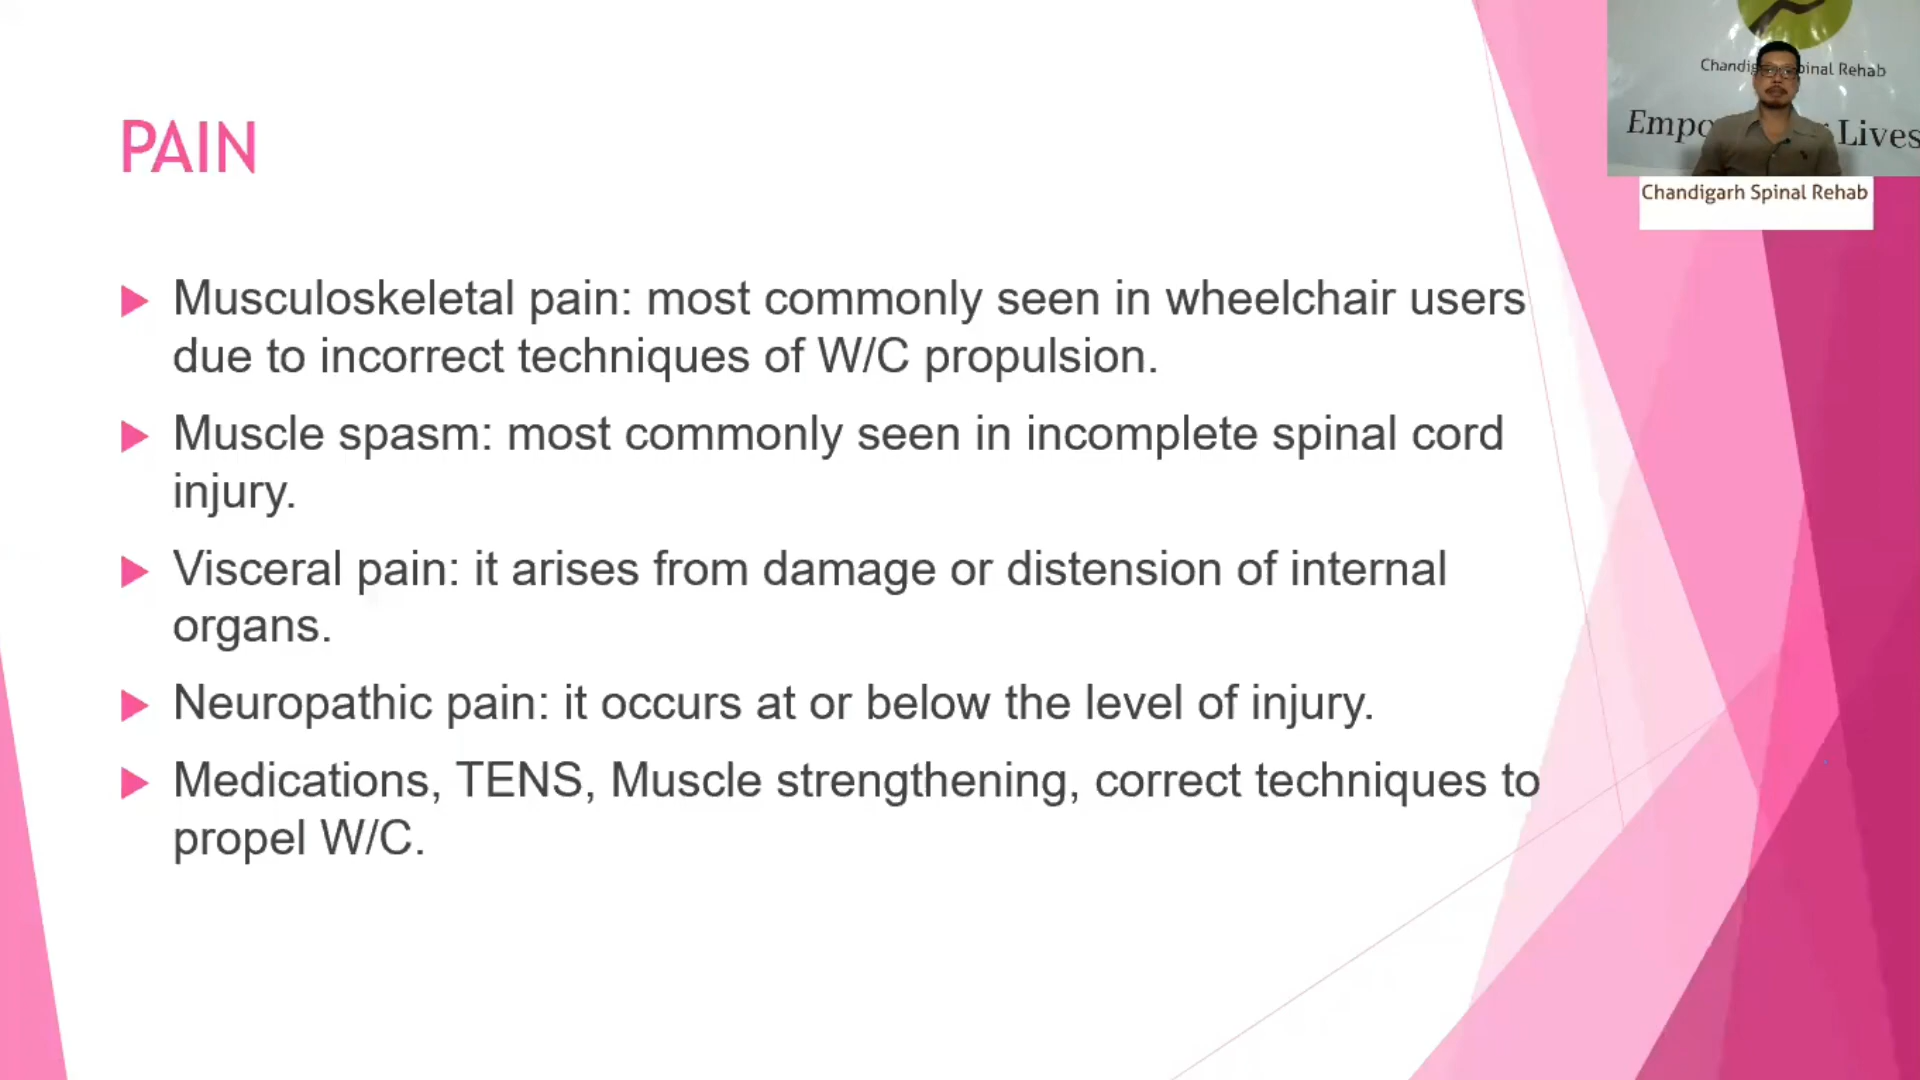 PAIN
Musculoskeletal pain: most commonly seen in wheelchair users
due to incorrect techniques of W/C propulsion.
Muscle spasm: most commonly seen in incomplete spinal cord
injury.
Visceral pain: it arises from damage or distension of internal
organs.
Neuropathic pain: it occurs at or below the level of injury.
Medications, TENS, Muscle strengthening, correct techniques to
propel W/C.
Rehab
Lives
Chandigarh Spinal Rehab